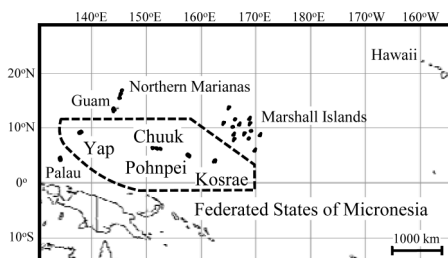 140°E 150°E 160°E 170°E 170°W 160°W
Hawaii
20°N
Northern Marianas
Guam
Marshall Islands
10°N
Chuuk
Yap
Pohnpei
Palau
Kosrae
0°
Federated States of Micronesia
10°S
1000 km